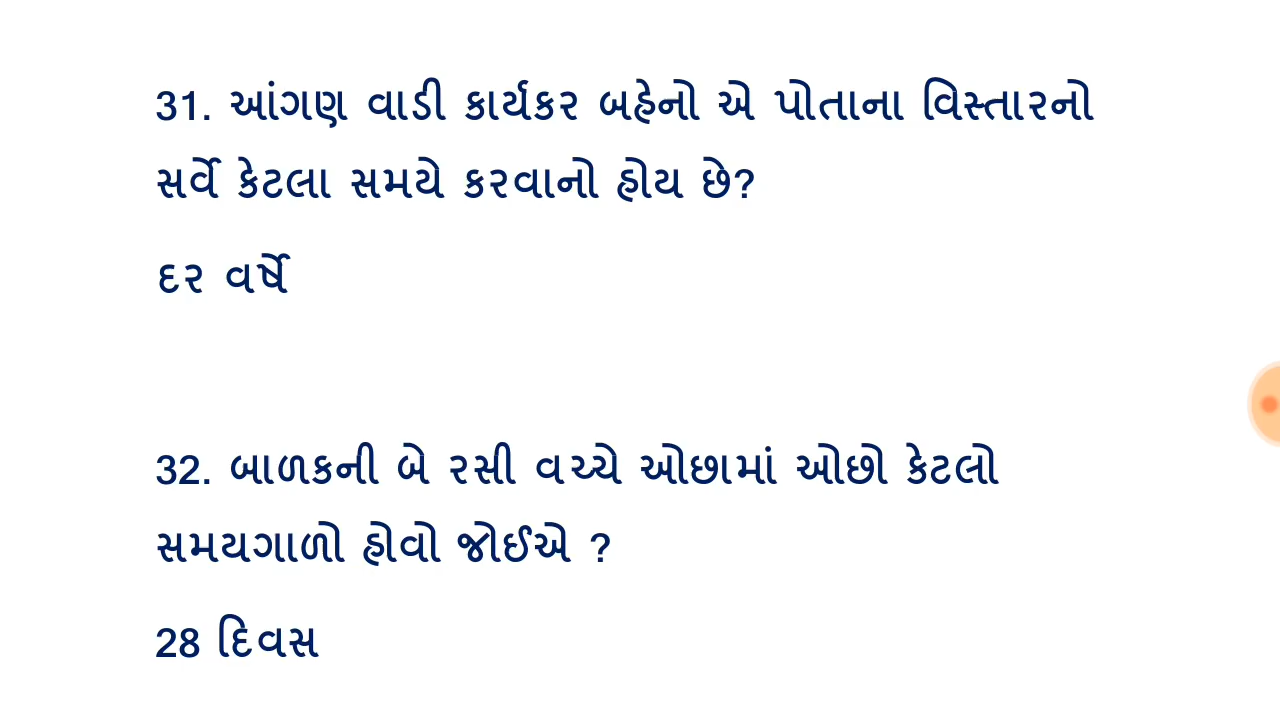 31. આંગણ વાડી કાર્યકર બહેનો એ પોતાના વિસ્તારનો
સર્વે કેટલા સમયે કરવાનો હોય છે?
દર વર્ષે
32. બાળકની બે રસી વચ્ચે ઓછામાં ઓછો કેટલો
સમયગાળો હોવો જોઈએ ?
28 દિવસ